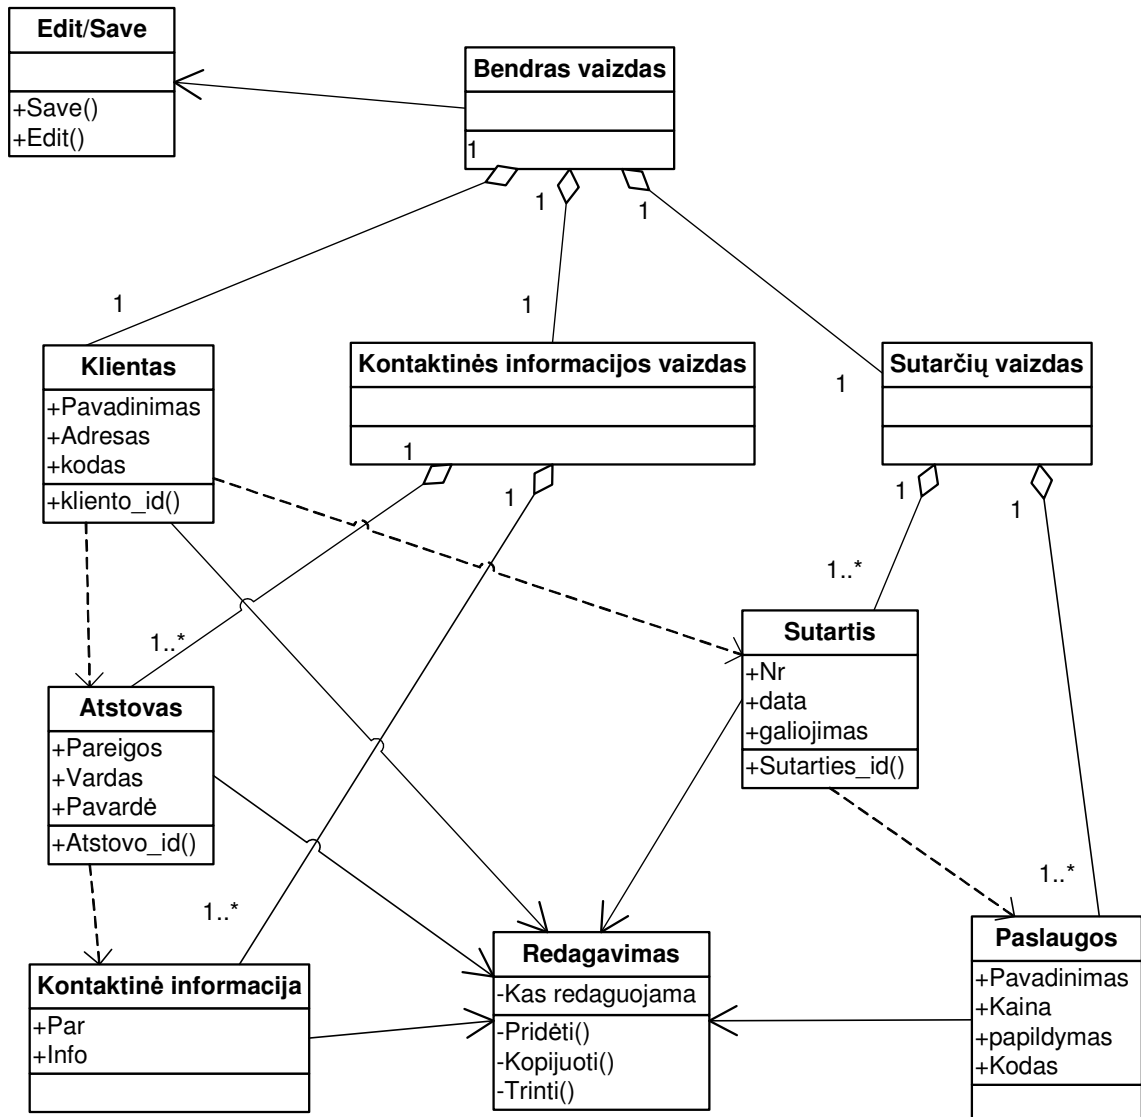 Edit/Save
+Save()
+Edit()
Bendras vaizdas
1
1
1
1
1
1
Klientas
+Pavadinimas
+Adresas
+kodas
+kliento_id()
Kontaktinės informacijos vaizdas
1
1
Sutarčių vaizdas
1
1
1..*
1..*
Atstovas
+Pareigos
+Vardas
+Pavardė
+Atstovo_id()
Sutartis
+Nr
+data
+galiojimas
+Sutarties_id()
1..*
1..*
Kontaktinė informacija
+Par
+Info
Redagavimas
-Kas redaguojama
-Pridėti()
-Kopijuoti()
-Trinti()
Paslaugos
+Pavadinimas
+Kaina
+papildymas
+Kodas